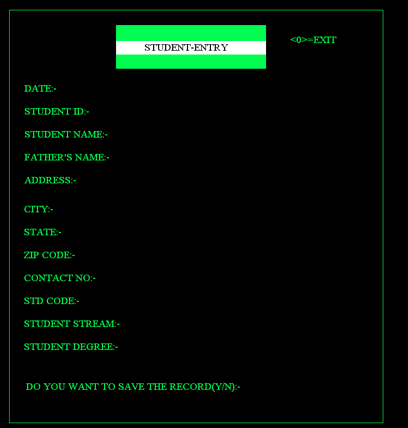 STUDENT-ENTRY
<0>=EXIT
DATE:-
STUDENT ID:-
STUDENT NAME:-
FATHER'S NAME:-
ADDRESS:-
CITY:-
STATE:-
ZIP CODE:-
CONTACT NO:-
STD CODE:-
STUDENT STREAM:-
STUDENT DEGREE:-
DO YOU WANT TO SAVE THE RECORD(Y/N):-